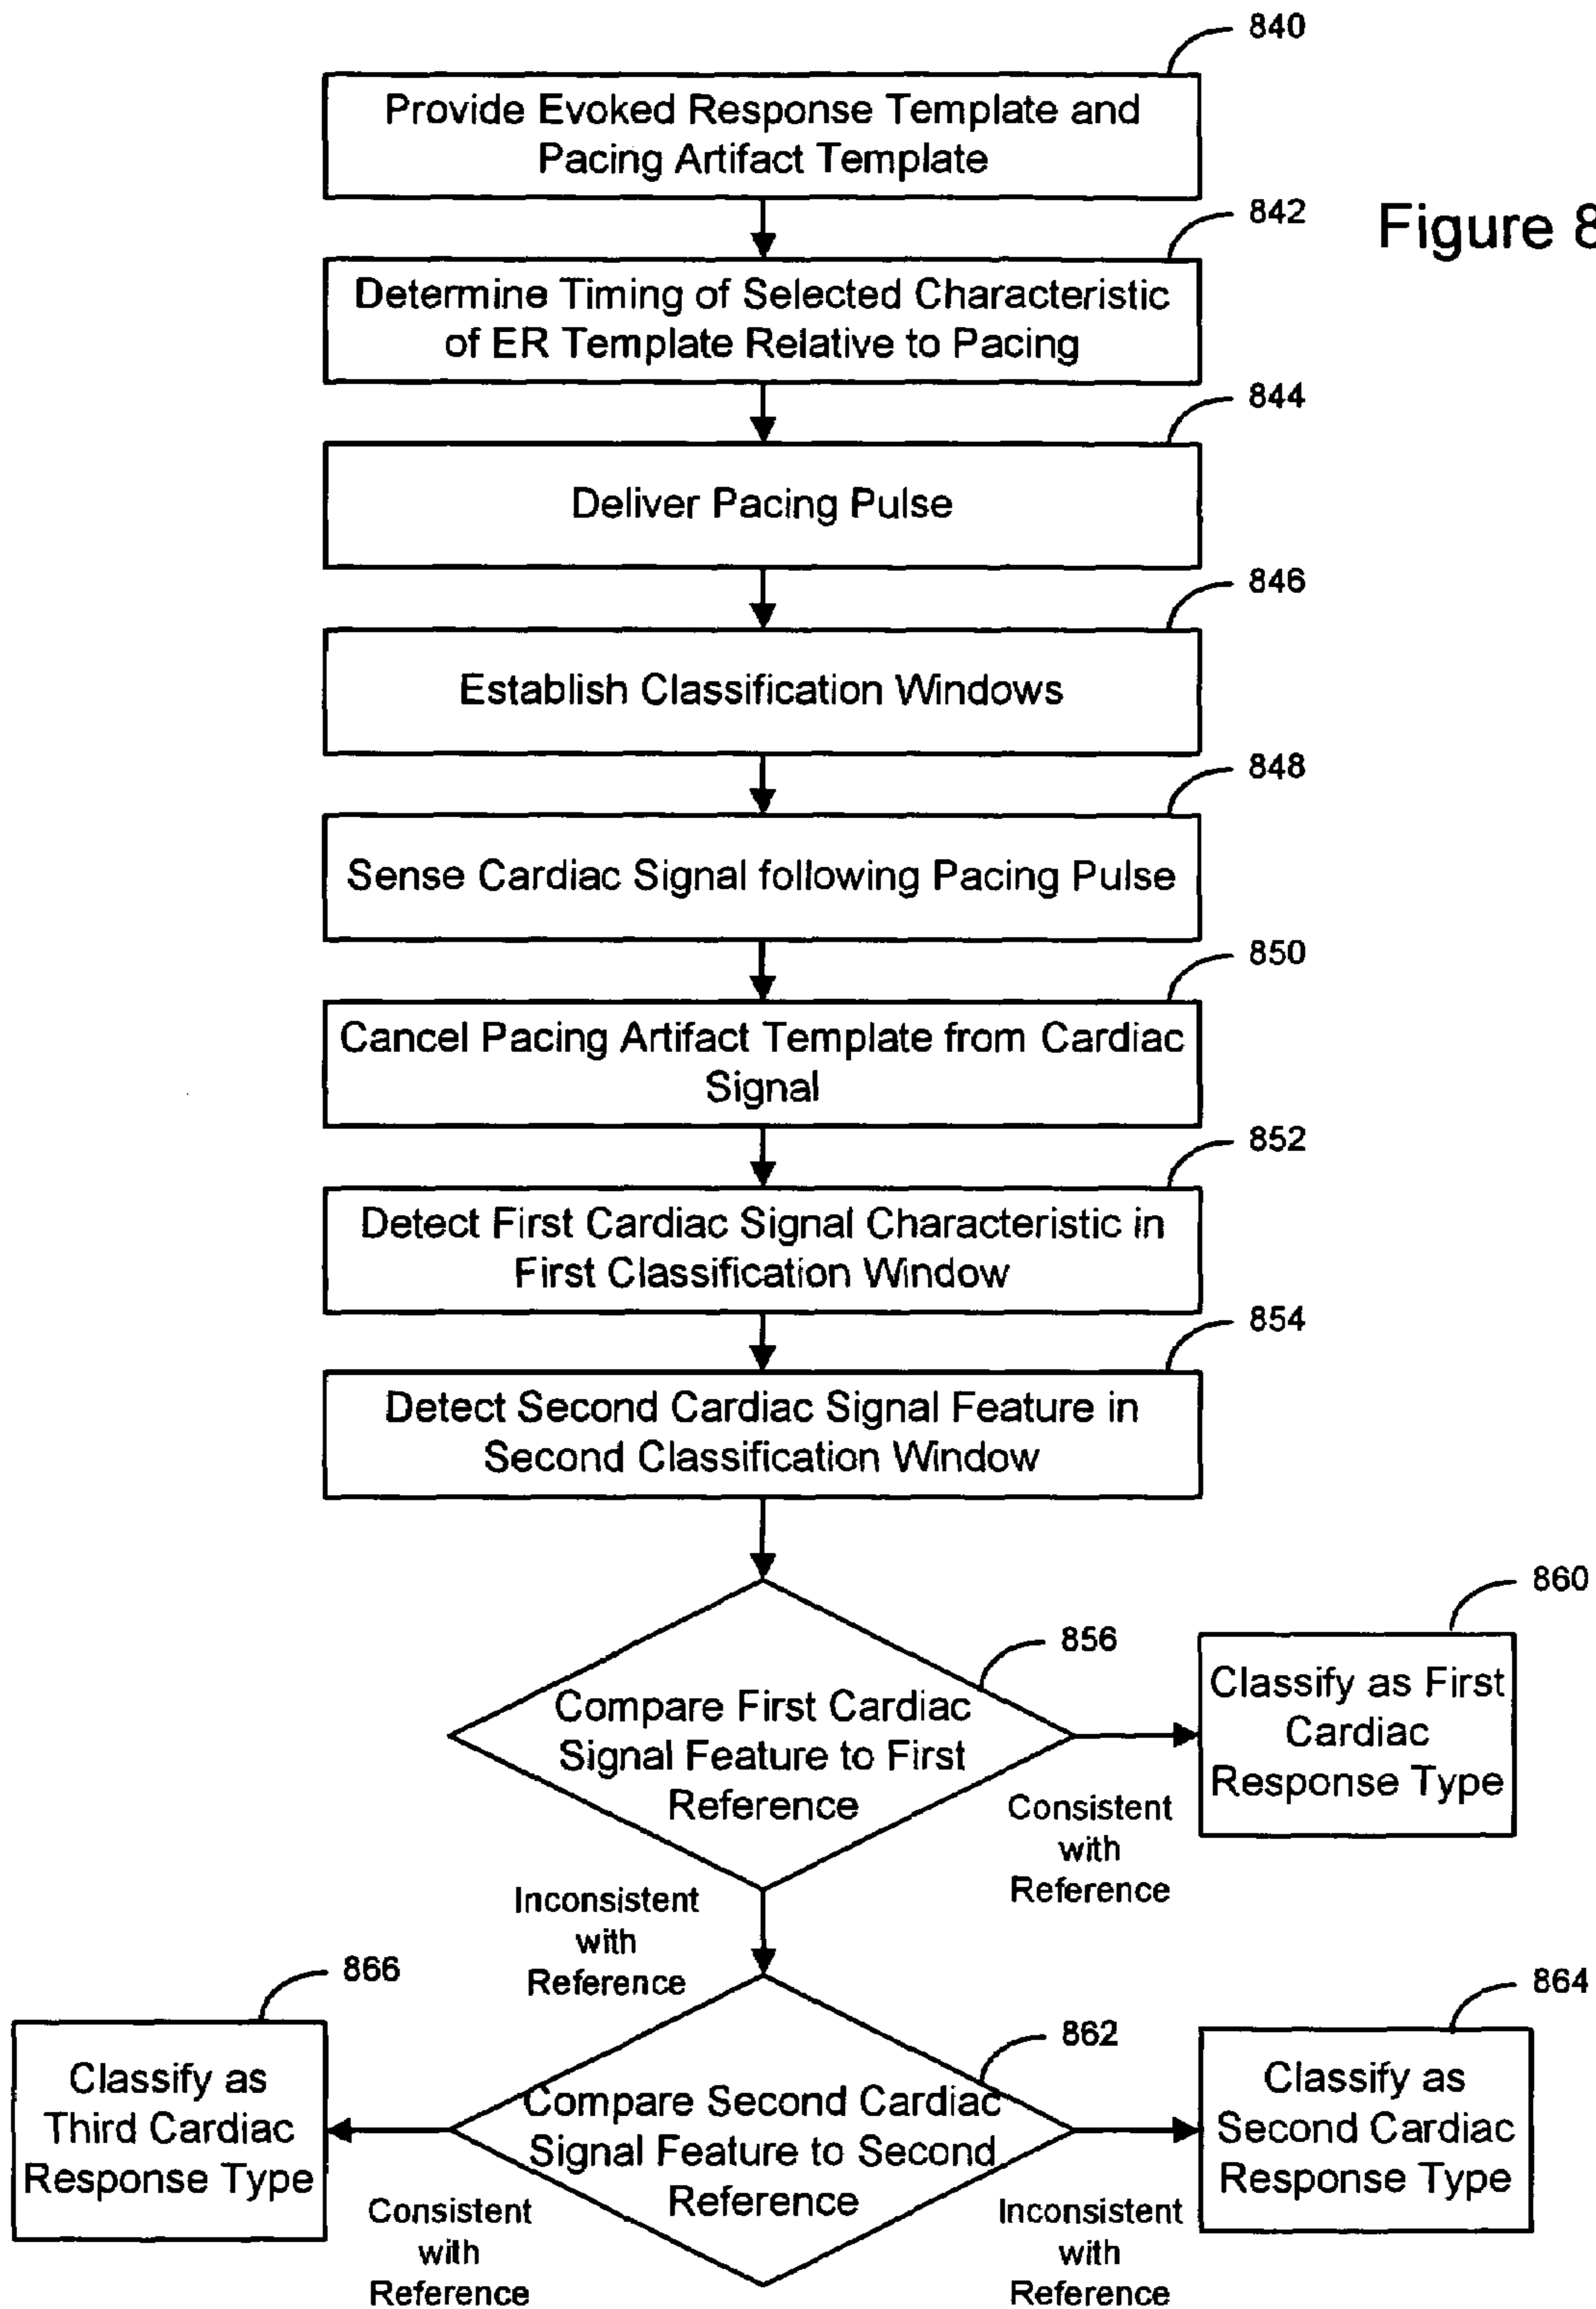 840
Provide Evoked Response Template and
Pacing Artifact Template
842
Figure 8
Determine Timing of Selected Characteristic
of ER Template Relative to Pacing
844
Deliver Pacing Pulse
846
Establish Classification Windows
848
Sense Cardiac Signal following Pacing Pulse
850
Cancel Pacing Artifact Template from Cardiac
Signal
852
Detect First Cardiac Signal Characteristic in
First Classification Window
854
Detect Second Cardiac Signal Feature in
Second Classification Window
856
Compare First Cardiac
Signal Feature to First
Reference
860
Classify as First
Cardiac
Response Type
Consistent
with
Reference
Inconsistent
with
Reference
862
Compare Second Cardiac
Signal Feature to Second
Reference
866
Classify as
Third Cardiac
Response Type
Consistent
with
Reference
864
Classify as
Second Cardiac
Response Type
Inconsistent
with
Reference